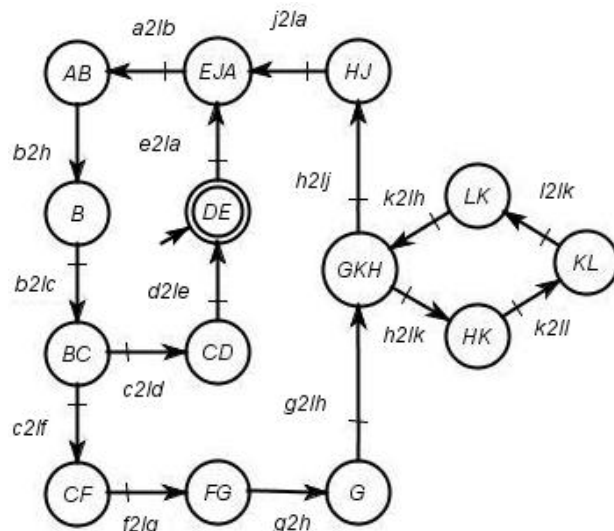 a2lb
j2la
AB
EJA
HJ
b2h
e2la
h2lj
k2lh
LK
l2lk
B
DE
GKH
KL
b2lc
d2le
h2lk
HK
k2ll
BC
CD
c2ld
g2lh
c2lf
CF
FG
G
f2lg
g2h